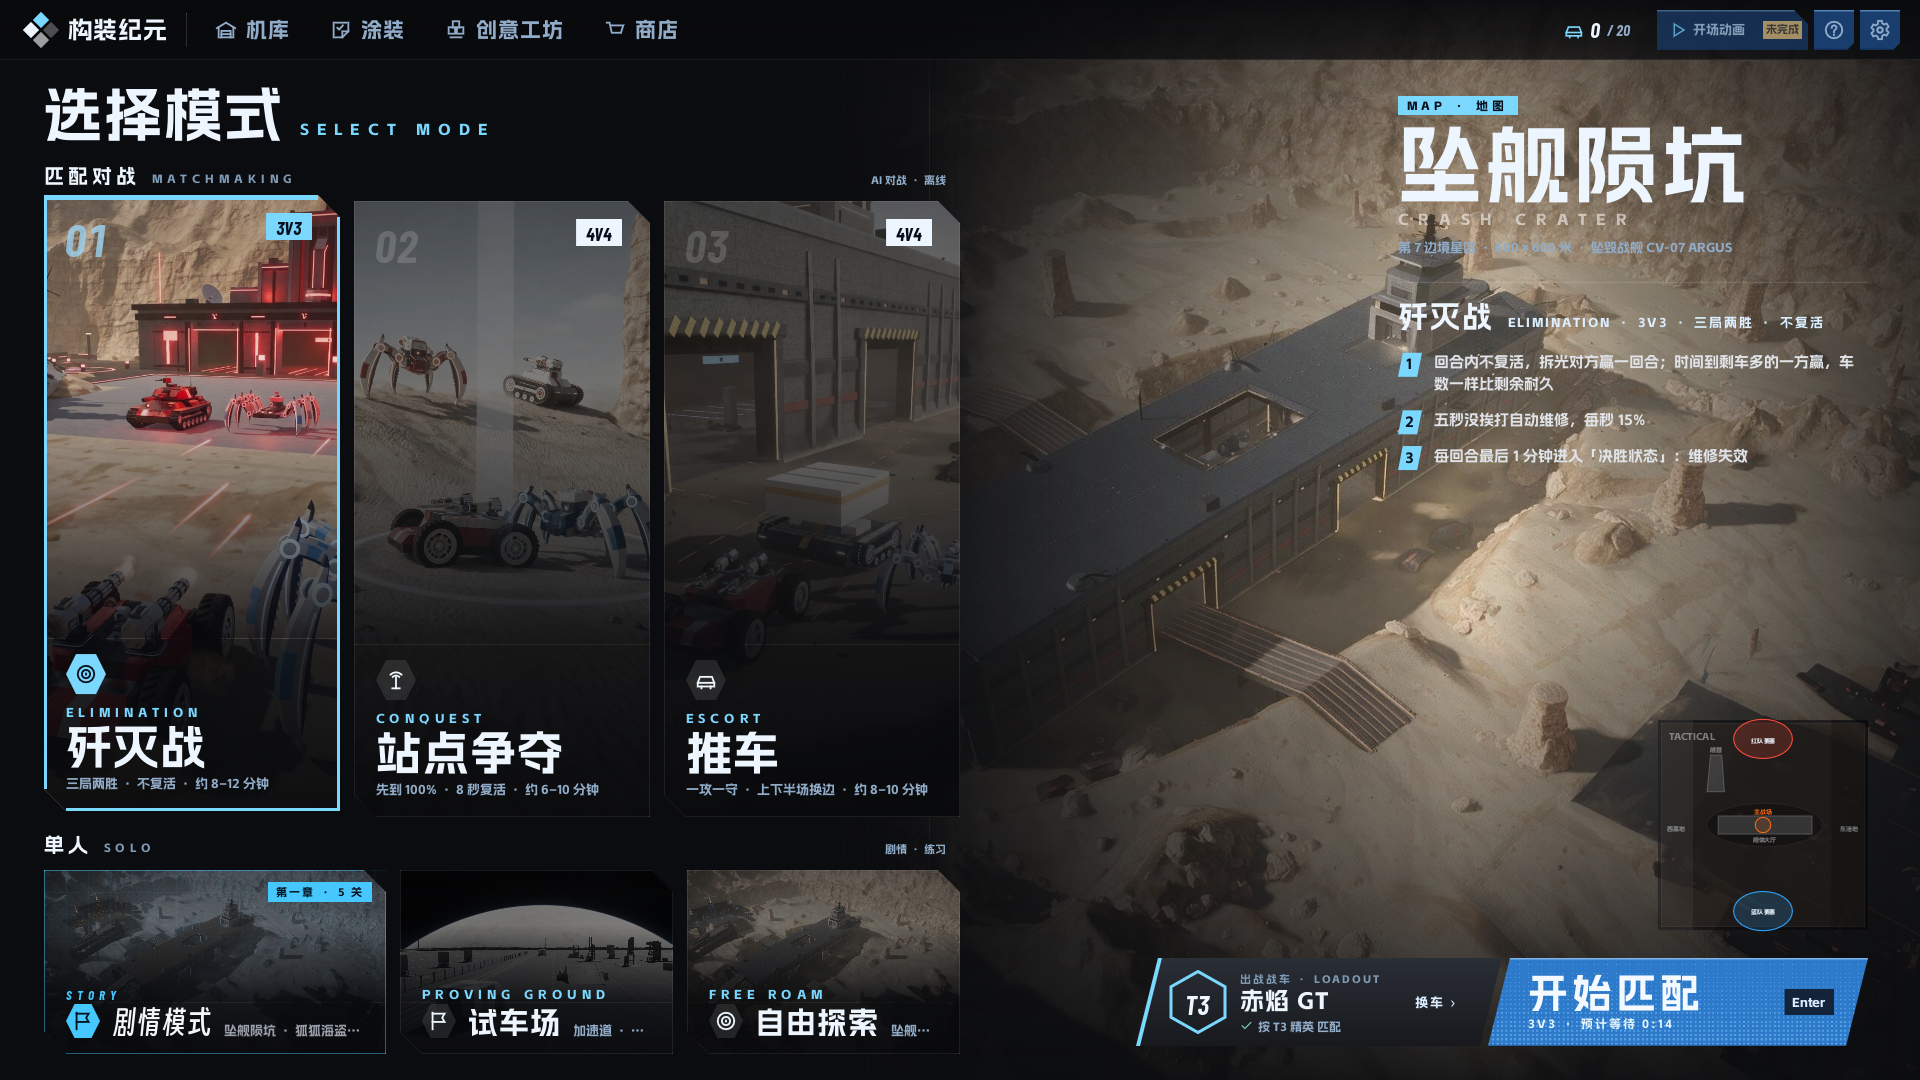 构装纪元
机库
涂装
创意工坊
商店
0 / 20
开场动画
未完成
选择模式 SELECT MODE
匹配对战 MATCHMAKING
AI 对战 · 离线
01
3V3
ELIMINATION
歼灭战
三局两胜 · 不复活 · 约 8–12 分钟
02
4V4
CONQUEST
站点争夺
先到 100% · 8 秒复活 · 约 6–10 分钟
03
4V4
ESCORT
推车
一攻一守 · 上下半场换边 · 约 8–10 分钟
单人 SOLO
剧情 · 练习
第一章 · 5 关
STORY
剧情模式 坠舰陨坑 · 狐狐海盗···
PROVING GROUND
试车场 加速道 · ···
FREE ROAM
自由探索 坠舰···
MAP · 地图
坠舰陨坑
CRASH CRATER
第 7 边境星区 · 600 × 600 米 · 坠毁战舰 CV-07 ARGUS
歼灭战 ELIMINATION · 3V3 · 三局两胜 · 不复活
1 回合内不复活，拆光对方赢一回合；时间到剩车多的一方赢，车
数一样比剩余耐久
2 五秒没挨打自动维修，每秒 15%
3 每回合最后 1 分钟进入「决胜状态」：维修失效
TACTICAL
主战场
T3
出战战车 · LOADOUT
赤焰 GT
按 T3 精英 匹配
换车 ›
开始匹配
3V3 · 预计等待 0:14
Enter